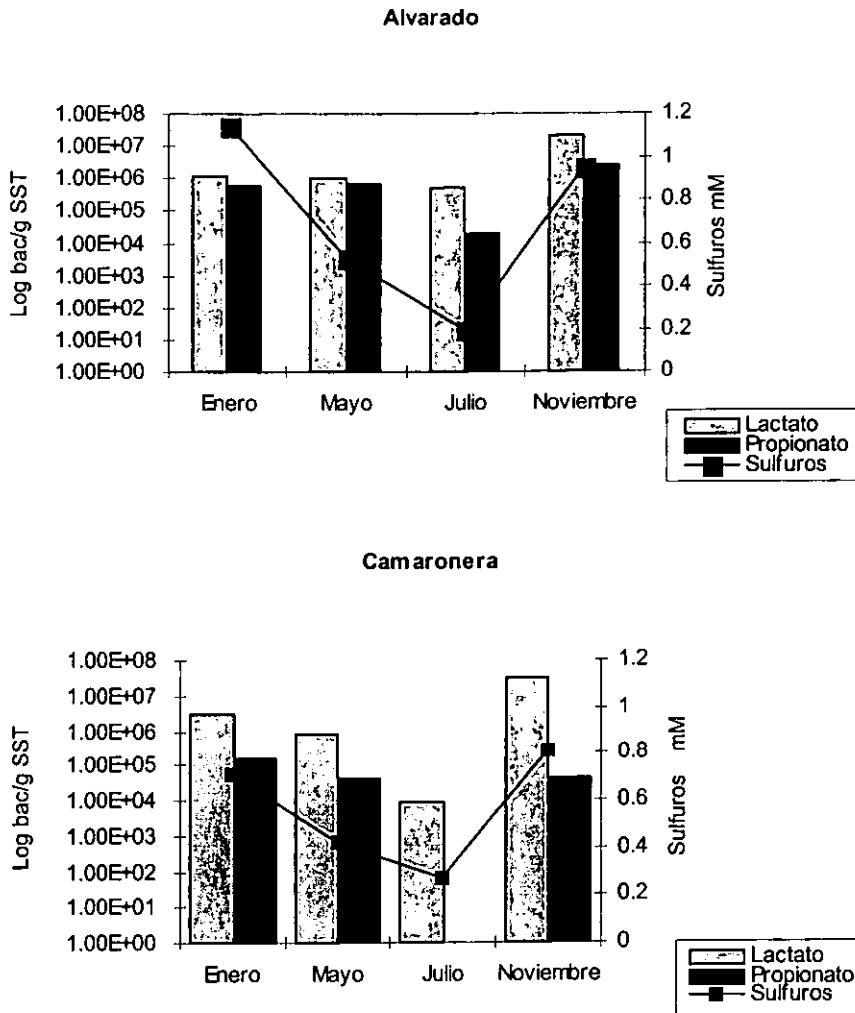 Alvarado
1.00E+08
1.00E+07
1.00E+06
1.00E+05
1.00E+04
1.00E+03
1.00E+02
1.00E+01
1.00E+00
Log bac/g SST
1.2
1
0.8
0.6
0.4
0.2
0
Sulfuros mM
Enero Mayo Julio Noviembre
Lactato
Propionato
Sulfuros
Camaronera
1.00E+08
1.00E+07
1.00E+06
1.00E+05
1.00E+04
1.00E+03
1.00E+02
1.00E+01
1.00E+00
Log bac/g SST
1.2
1
0.8
0.6
0.4
0.2
0
Sulfuros mM
Enero Mayo Julio Noviembre
Lactato
Propionato
Sulfuros